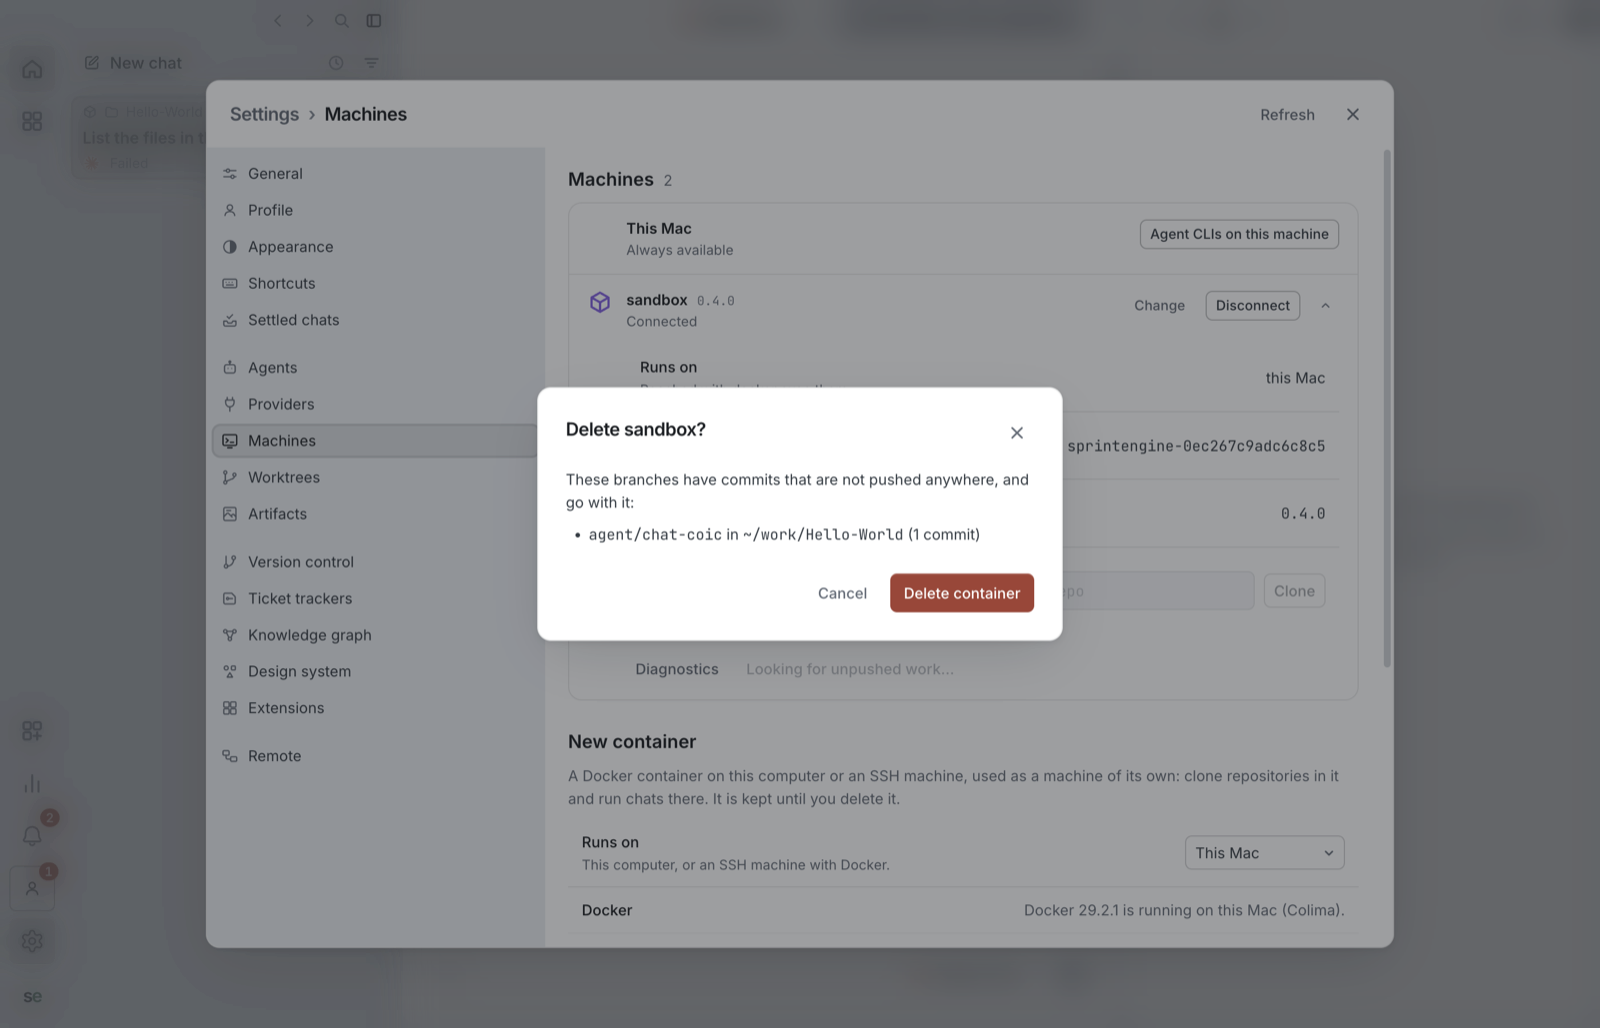 New chat
Hello-World
List the files in t
Failed
Settings › Machines
Refresh
General
Profile
Appearance
Shortcuts
Settled chats
Agents
Providers
Machines
Worktrees
Artifacts
Version control
Ticket trackers
Knowledge graph
Design system
Extensions
Remote
2
1
se
Machines 2
This Mac
Always available
Agent CLIs on this machine
sandbox 0.4.0
Connected
Change
Disconnect
Runs on
this Mac
sprintengine-0ec267c9adc6c8c5
0.4.0
Clone
Diagnostics
Looking for unpushed work...
Delete sandbox?
These branches have commits that are not pushed anywhere, and
go with it:
• agent/chat-coic in ~/work/Hello-World (1 commit)
Cancel
Delete container
New container
A Docker container on this computer or an SSH machine, used as a machine of its own: clone repositories in it
and run chats there. It is kept until you delete it.
Runs on
This computer, or an SSH machine with Docker.
This Mac
Docker
Docker 29.2.1 is running on this Mac (Colima).